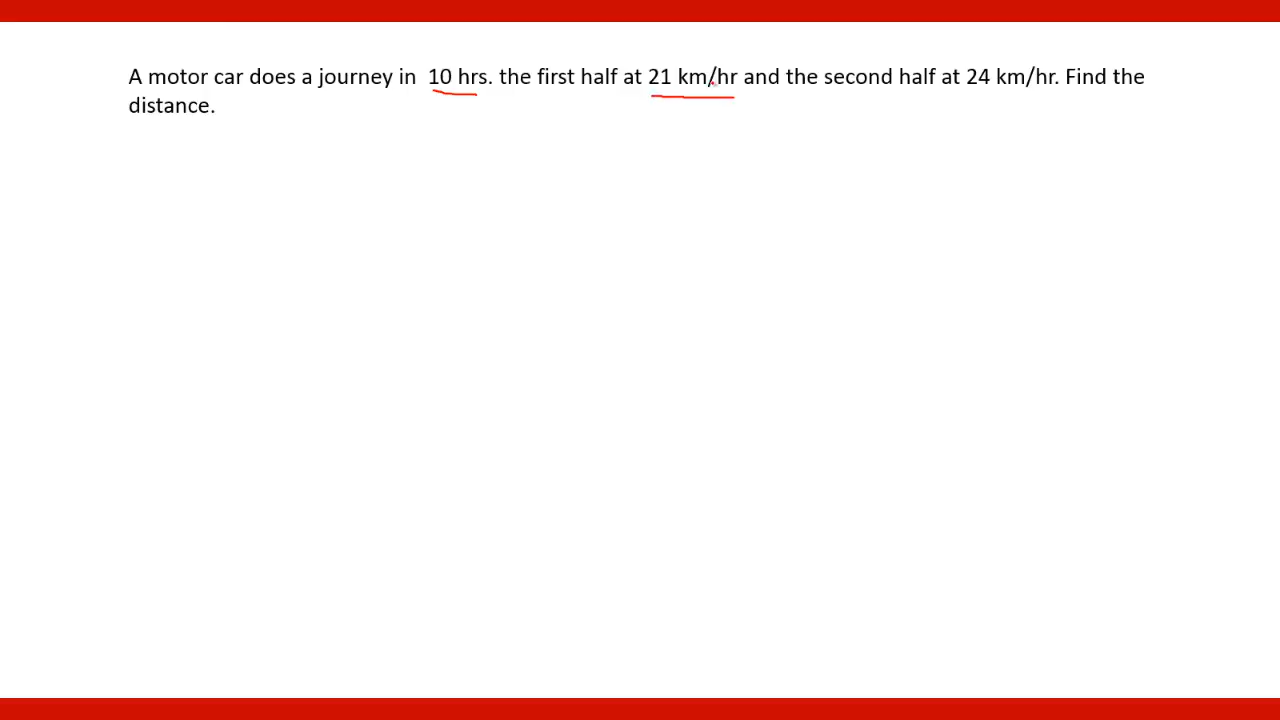 A motor car does a journey in  10 hrs. the first half at 21 km/hr and the second half at 24 km/hr. Find the
distance.